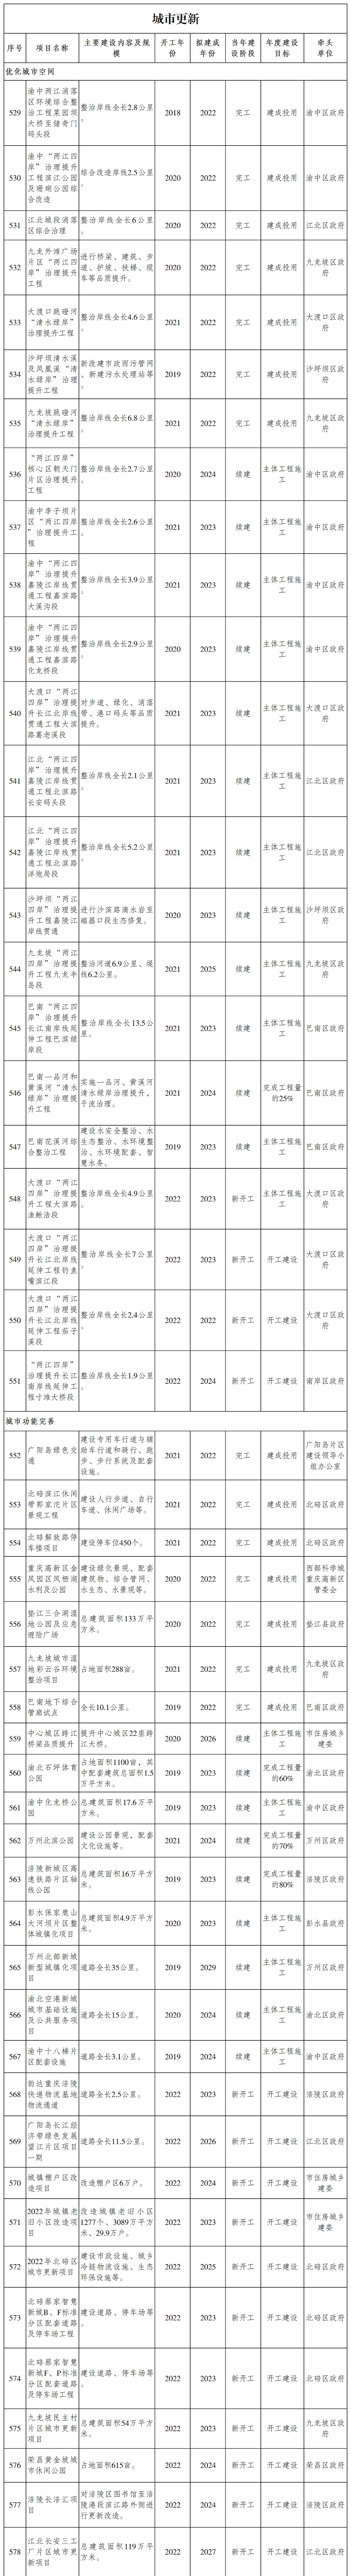 城市更新
序号 项目名称 主要建设内容及规模 开工年份 拟建成年份 当年建设阶段 年度建设目标 牵头单位
优化城市空间
529 渝中两江消落区环境综合整治工程菜园坝大桥至储奇门码头段 整治岸线全长2.8公里。 2018 2022 完工 建成投用 渝中区政府
530 渝中“两江四岸”治理提升工程滨江公园及珊瑚公园综合改造 综合改造岸线2.5公里。 2020 2022 完工 建成投用 渝中区政府
531 江北城段消落区综合治理 整治岸线全长6公里。 2020 2022 完工 建成投用 江北区政府
532 九龙外滩广场片区“两江四岸”治理提升工程 进行桥梁、建筑、步道、护坡、扶梯、缆车等品质提升。 2020 2022 完工 建成投用 九龙坡区政府
533 大渡口跳磴河“清水绿岸”治理提升工程 整治岸线全长4.6公里。 2021 2022 完工 建成投用 大渡口区政府
534 沙坪坝清水溪及凤凰溪“清水绿岸”治理提升工程 新改建市政雨污管网、新建污水处理站等。 2019 2022 完工 建成投用 沙坪坝区政府
535 九龙坡跳磴河“清水绿岸”治理提升工程 整治岸线全长6.8公里。 2021 2022 完工 建成投用 九龙坡区政府
536 “两江四岸”核心区朝天门片区治理提升工程 整治岸线全长2.7公里。 2020 2024 续建 主体工程施工 渝中区政府
537 渝中李子坝片区“两江四岸”治理提升工程 整治岸线全长2.6公里。 2021 2023 续建 主体工程施工 渝中区政府
538 渝中“两江四岸”治理提升嘉陵江岸线贯通工程嘉滨路大溪沟段 整治岸线全长3.9公里。 2021 2023 续建 主体工程施工 渝中区政府
539 渝中“两江四岸”治理提升嘉陵江岸线贯通工程嘉滨路化龙桥段 整治岸线全长2.9公里。 2020 2023 续建 主体工程施工 渝中区政府
540 大渡口“两江四岸”治理提升长江北岸线贯通工程大滨路葛老溪段 对步道、绿化、消落带、港口码头等品质提升。 2021 2023 续建 主体工程施工 大渡口区政府
541 江北“两江四岸”治理提升嘉陵江岸线贯通工程北滨路长安码头段 整治岸线全长2.1公里。 2021 2023 续建 主体工程施工 江北区政府
542 江北“两江四岸”治理提升嘉陵江岸线贯通工程北滨路洋炮局段 整治岸线全长5.2公里。 2021 2023 续建 主体工程施工 江北区政府
543 沙坪坝“两江四岸”治理提升工程嘉陵江岸线贯通 进行沙滨路滴水岩至磁器口段生态修复。 2020 2023 续建 主体工程施工 沙坪坝区政府
544 九龙坡“两江四岸”治理提升工程九龙半岛段 整治河道6.9公里、堤线6.2公里。 2021 2025 续建 主体工程施工 九龙坡区政府
545 巴南“两江四岸”治理提升长江南岸线延伸工程巴滨绿岸段 整治岸线全长13.5公里。 2021 2023 续建 主体工程施工 巴南区政府
546 巴南一品河和黄溪河“清水绿岸”治理提升工程 实施一品河、黄溪河清水绿岸治理提升，干流治理。 2021 2024 续建 完成工程量的25% 巴南区政府
547 巴南花溪河综合整治工程 建设水安全整治、水生态整治、水环境整治、水环境配套、智慧水务。 2019 2023 续建 主体工程施工 巴南区政府
548 大渡口“两江四岸”治理提升工程大滨路渔鳅浩段 整治岸线全长4.9公里。 2022 2023 新开工 主体工程施工 大渡口区政府
549 大渡口“两江四岸”治理提升长江北岸线延伸工程钓鱼嘴滨江段 整治岸线全长7公里。 2022 2023 新开工 开工建设 大渡口区政府
550 大渡口“两江四岸”治理提升长江北岸线延伸工程茄子溪段 整治岸线全长2.4公里。 2022 2022 新开工 开工建设 大渡口区政府
551 “两江四岸”治理提升长江南岸线延伸工程寸滩大桥段 整治岸线全长1.9公里。 2022 2024 新开工 开工建设 南岸区政府
城市功能完善
552 广阳岛绿色交通 建设专用车行道与辅助车行道和骑行、跑步、步行系统及配套设施。 2021 2022 完工 建成投用 广阳岛片区建设领导小组办公室
553 北碚滨江休闲带郭家沱片区景观工程 建设人行步道、自行车道、休闲广场等。 2021 2022 完工 建成投用 北碚区政府
554 北碚解放路停车楼项目 建设停车位450个。 2021 2022 完工 建成投用 北碚区政府
555 重庆高新区金凤园区凤栖湖水利及公园 建设绿化景观、配套建筑物、综合管网、水生态、水景观等。 2020 2022 完工 建成投用 西部科学城重庆高新区管委会
556 垫江三合湖湿地公园及应急避险广场 总建筑面积133万平方米。 2020 2022 完工 建成投用 垫江县政府
557 九龙坡城市湿地彩云谷环境整治项目 占地面积288亩。 2021 2022 完工 建成投用 九龙坡区政府
558 巴南地下综合管廊试点 全长10.1公里。 2019 2022 完工 建成投用 巴南区政府
559 中心城区跨江桥梁品质提升 提升中心城区22座跨江大桥。 2020 2026 续建 主体工程施工 市住房城乡建委
560 渝北石坪体育公园 占地面积1100亩，其中配套建筑总面积1.5万平方米。 2019 2023 续建 完成工程量的60% 渝北区政府
561 渝中化龙桥公园 总建筑面积17.6万平方米。 2019 2023 续建 主体工程施工 渝中区政府
562 万州北滨公园 建设公园景观，配套文化设施等。 2021 2024 续建 完成工程量的70% 万州区政府
563 涪陵新城区高速铁路片区轴线公园 总建筑面积16万平方米。 2019 2023 续建 完成工程量的80% 涪陵区政府
564 彭水保家鹿山大河坝片区整体城镇化项目 总建筑面积4.9万平方米。 2020 2023 续建 主体工程施工 彭水县政府
565 万州北部新城新型城镇化项目 道路全长35公里。 2019 2029 续建 主体工程施工 万州区政府
566 渝北空港新城城市基础设施及公共服务项目 道路全长15公里。 2020 2024 续建 主体工程施工 渝北区政府
567 渝中十八梯片区配套设施 道路全长3.1公里。 2019 2024 续建 主体工程施工 渝中区政府
568 韵达重庆涪陵快递物流基地物流通道 道路全长2.5公里。 2022 2023 新开工 开工建设 涪陵区政府
569 广阳岛长江经济带绿色发展望江片区项目一期 道路全长11.5公里。 2022 2026 新开工 开工建设 江北区政府
570 城镇棚户区改造项目 改造棚户区6万户。 2022 2024 新开工 开工建设 市住房城乡建委
571 2022年城镇老旧小区改造项目 改造城镇老旧小区1277个、3089万平方米、29.9万户。 2022 2023 新开工 开工建设 市住房城乡建委
572 2022年北碚区城市更新项目 建设市政设施、城乡冷链物流设施、生态环保设施等。 2022 2025 新开工 开工建设 北碚区政府
573 北碚蔡家智慧新城B、F标准分区配套道路及停车场工程 建设道路、停车场等。 2022 2023 新开工 开工建设 北碚区政府
574 北碚蔡家智慧新城F、P标准分区配套道路及停车场工程 建设道路、停车场等。 2022 2023 新开工 开工建设 北碚区政府
575 九龙坡民主村片区城市更新项目 总建筑面积54万平方米。 2022 2023 新开工 开工建设 九龙坡区政府
576 荣昌黄金坡城市休闲公园 占地面积615亩。 2022 2024 新开工 开工建设 荣昌区政府
577 涪陵长涪汇项目 对涪陵区图书馆至涪陵港段滨江路外侧进行更新改造。 2022 2024 新开工 开工建设 涪陵区政府
578 江北长安三工厂片区城市更新项目 总建筑面积119万平方米。 2022 2027 新开工 开工建设 江北区政府